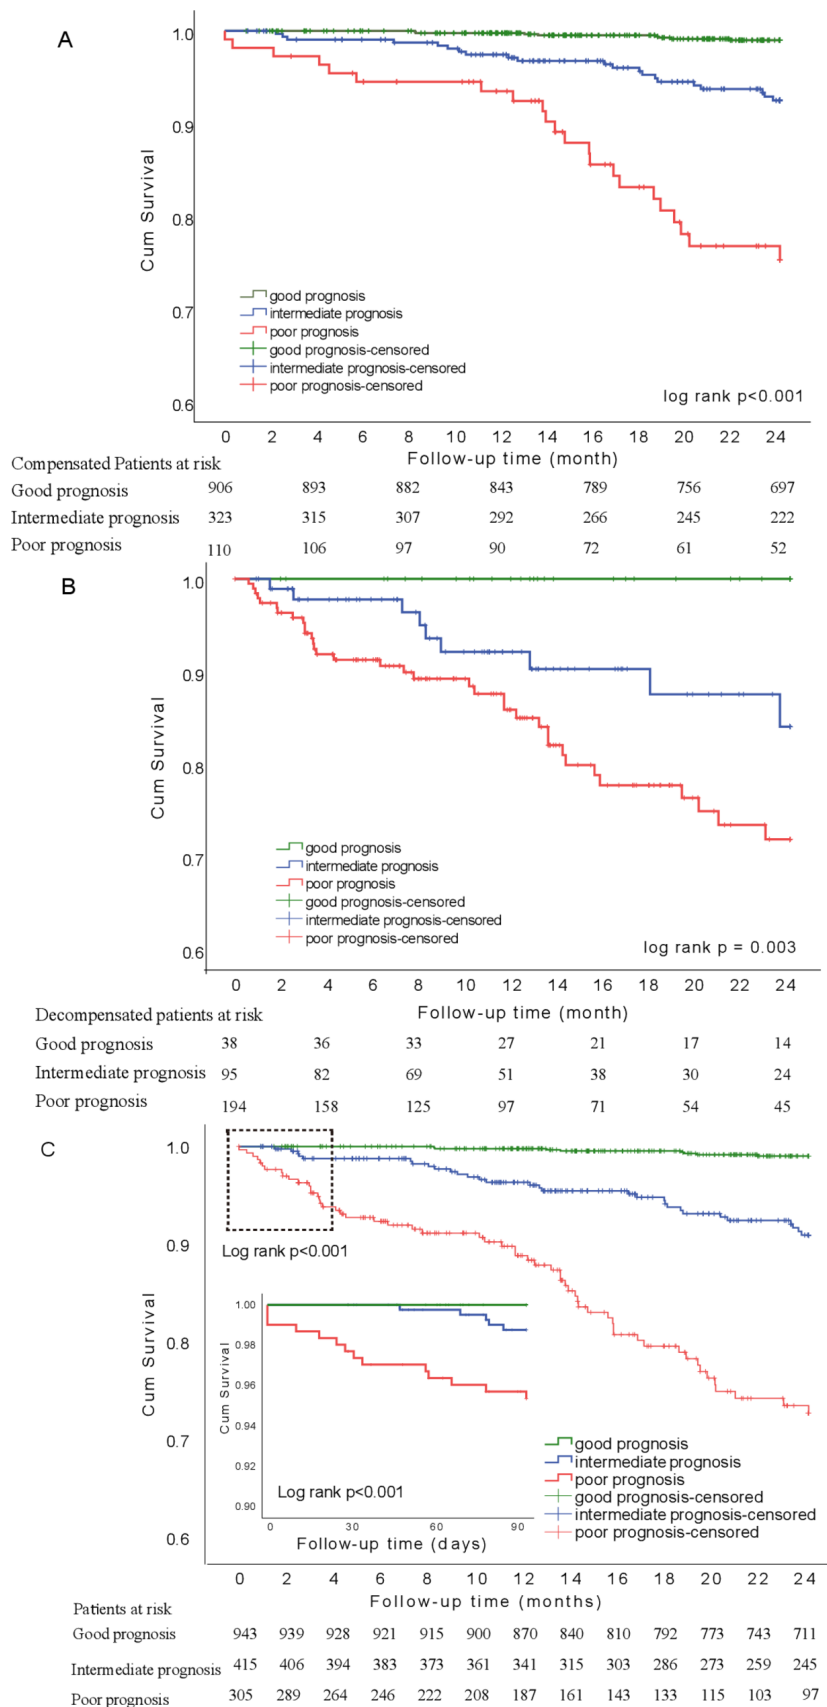 A
1.0
0.9
0.8
0.7
0.6
Cum Survival
good prognosis
intermediate prognosis
poor prognosis
good prognosis-censored
intermediate prognosis-censored
poor prognosis-censored
log rank p<0.001
0 2 4 6 8 10 12 14 16 18 20 22 24
Follow-up time (month)
Compensated Patients at risk
Good prognosis 906 893 882 843 789 756 697
Intermediate prognosis 323 315 307 292 266 245 222
Poor prognosis 110 106 97 90 72 61 52
B
1.0
0.9
0.8
0.7
0.6
Cum Survival
good prognosis
intermediate prognosis
poor prognosis
good prognosis-censored
intermediate prognosis-censored
poor prognosis-censored
log rank p = 0.003
0 2 4 6 8 10 12 14 16 18 20 22 24
Follow-up time (month)
Decompensated patients at risk
Good prognosis 38 36 33 27 21 17 14
Intermediate prognosis 95 82 69 51 38 30 24
Poor prognosis 194 158 125 97 71 54 45
C
1.0
0.9
0.8
0.7
0.6
Cum Survival
Log rank p<0.001
1.00
0.98
0.96
0.94
0.92
0.90
Cum Survival
Log rank p<0.001
0 30 60 90
Follow-up time (days)
good prognosis
intermediate prognosis
poor prognosis
good prognosis-censored
intermediate prognosis-censored
poor prognosis-censored
0 2 4 6 8 10 12 14 16 18 20 22 24
Follow-up time (months)
Patients at risk
Good prognosis 943 939 928 921 915 900 870 840 810 792 773 743 711
Intermediate prognosis 415 406 394 383 373 361 341 315 303 286 273 259 245
Poor prognosis 305 289 264 246 222 208 187 161 143 133 115 103 97